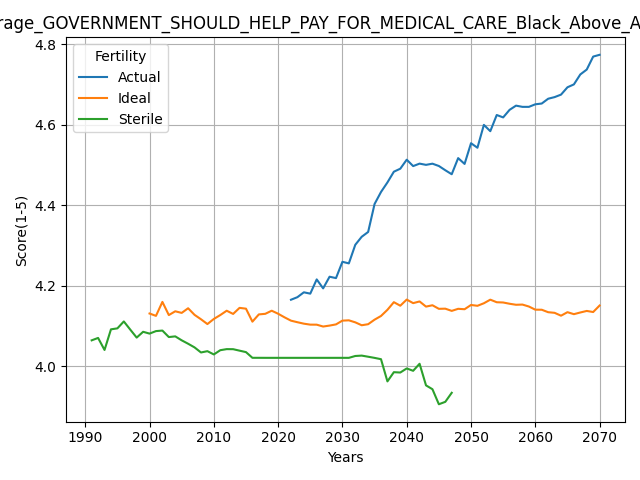 rage_GOVERNMENT_SHOULD_HELP_PAY_FOR_MEDICAL_CARE_Black_Above_A
Fertility
Actual
Ideal
Sterile
Score(1-5)
4.8
4.6
4.4
4.2
4.0
1990 2000 2010 2020 2030 2040 2050 2060 2070
Years